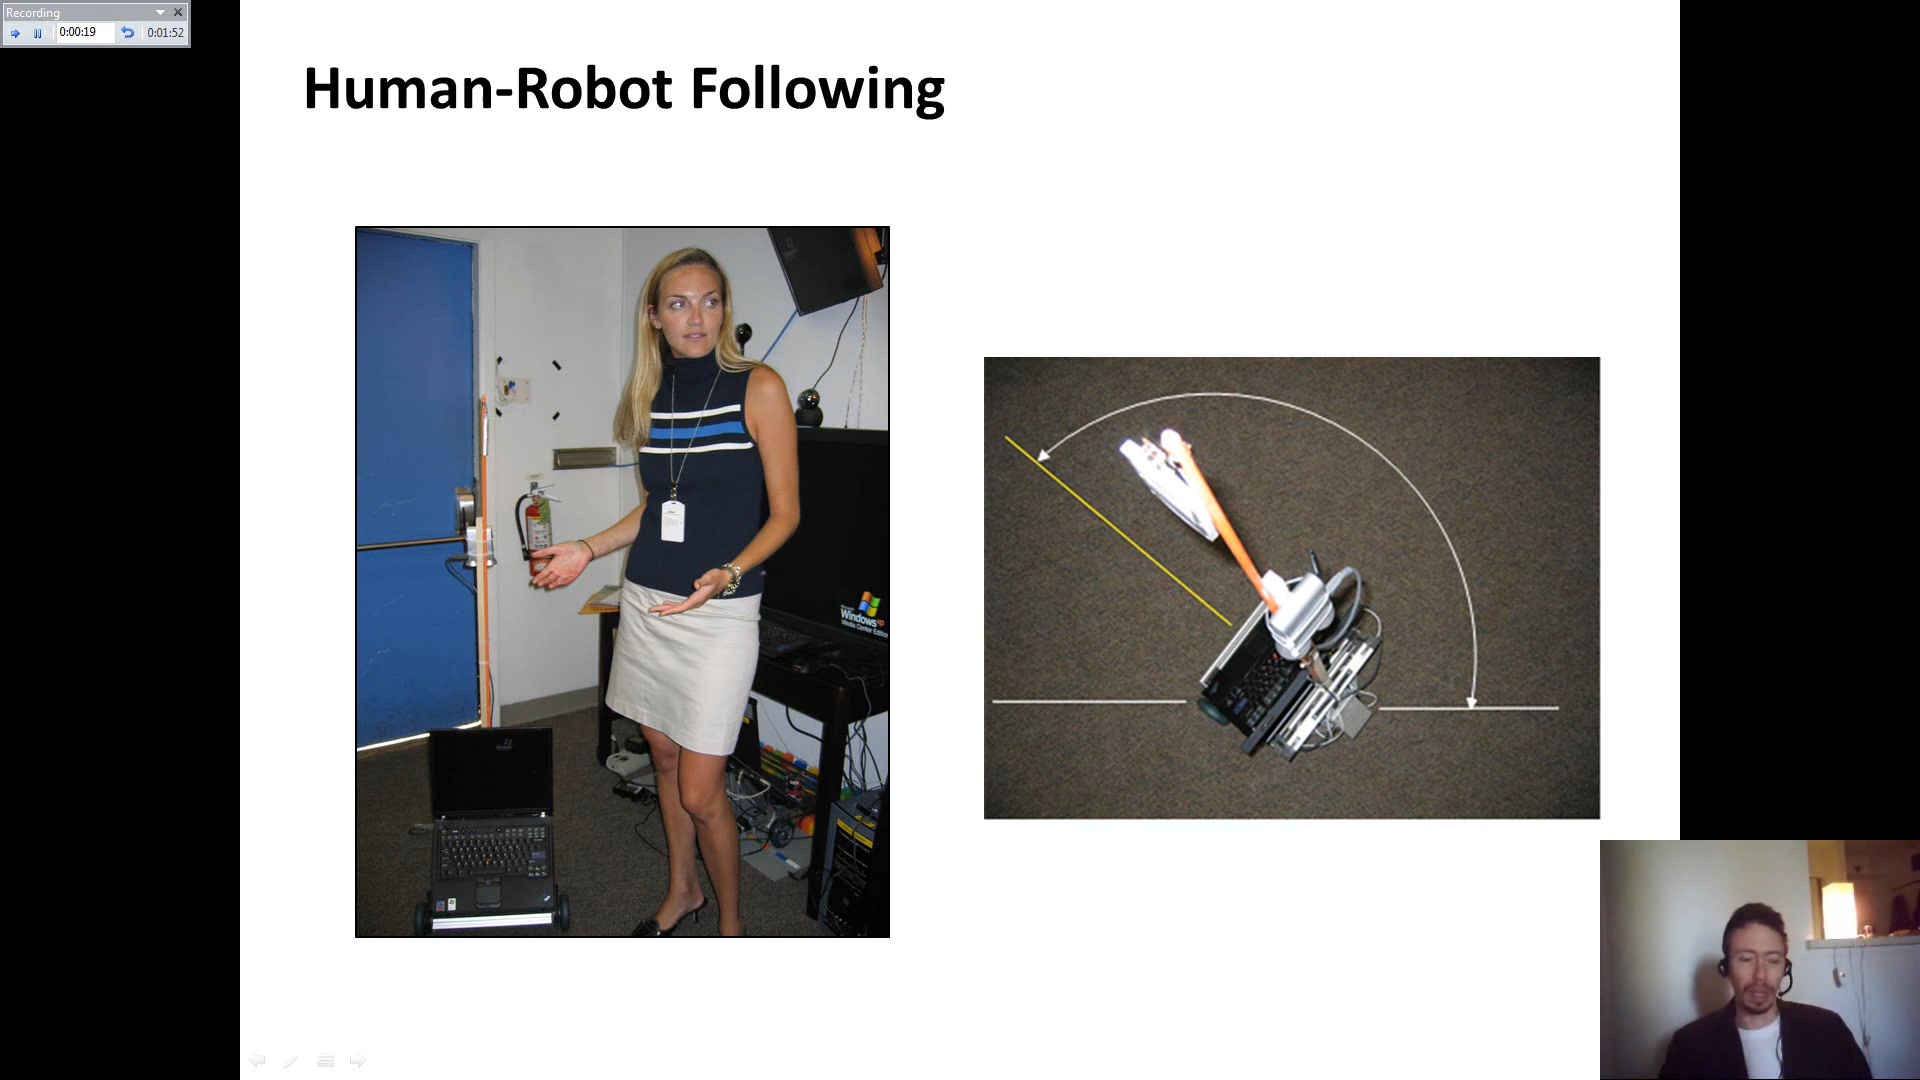 Recording
0:00:19
0:01:52
Human-Robot Following
Windows xp
Media Center Edition